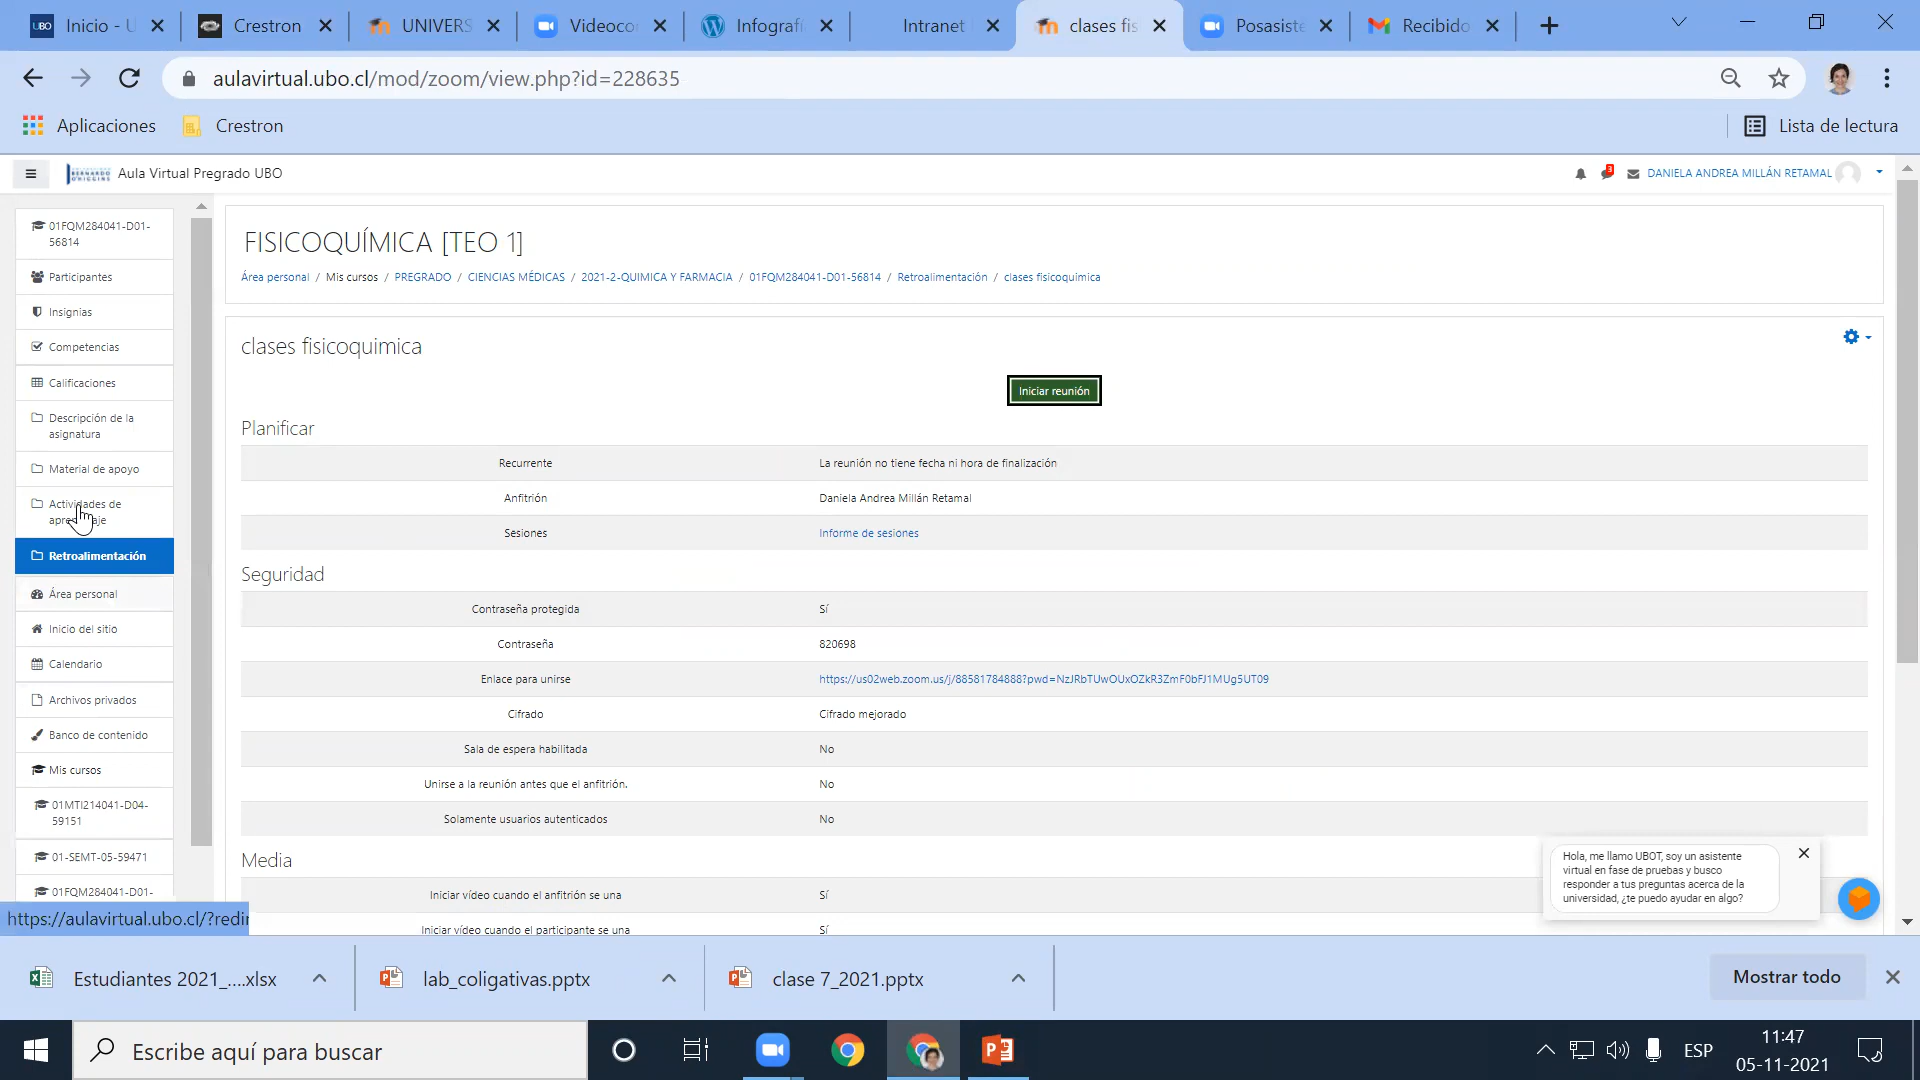 Inicio - U
Crestron
UNIVERS
Videoco
Infografí
Intranet
clases fis
Posasiste
Recibido
aulavirtual.ubo.cl/mod/zoom/view.php?id=228635
Aplicaciones
Crestron
Lista de lectura
Aula Virtual Pregrado UBO
3
DANIELA ANDREA MILLÁN RETAMAL
01FQM284041-D01-
56814
Participantes
Insignias
Competencias
Calificaciones
Descripción de la
asignatura
Material de apoyo
Actividades de
Retroalimentación
Área personal
Inicio del sitio
Calendario
Archivos privados
Banco de contenido
Mis cursos
01MTI214041-D04-
59151
01-SEMT-05-59471
01FQM284041-D01-
https://aulavirtual.ubo.cl/?redir
FISICOQUÍMICA [TEO 1]
Área personal / Mis cursos / PREGRADO / CIENCIAS MÉDICAS / 2021-2-QUIMICA Y FARMACIA / 01FQM284041-D01-56814 / Retroalimentación / clases fisicoquimica
clases fisicoquimica
Iniciar reunión
Planificar
Recurrente La reunión no tiene fecha ni hora de finalización
Anfitrión Daniela Andrea Millán Retamal
Sesiones Informe de sesiones
Seguridad
Contraseña protegida Sí
Contraseña 820698
Enlace para unirse https://us02web.zoom.us/j/88581784888?pwd=NzJRbTUwOUxOZkR3ZmF0bFJ1MUg5UT09
Cifrado Cifrado mejorado
Sala de espera habilitada No
Unirse a la reunión antes que el anfitrión. No
Solamente usuarios autenticados No
Media
Iniciar vídeo cuando el anfitrión se una Sí
Iniciar vídeo cuando el participante se una Sí
Hola, me llamo UBOT, soy un asistente
virtual en fase de pruebas y busco
responder a tus preguntas acerca de la
universidad, ¿te puedo ayudar en algo?
Estudiantes 2021_....xlsx
lab_coligativas.pptx
clase 7_2021.pptx
Mostrar todo
Escribe aquí para buscar
ESP
11:47
05-11-2021